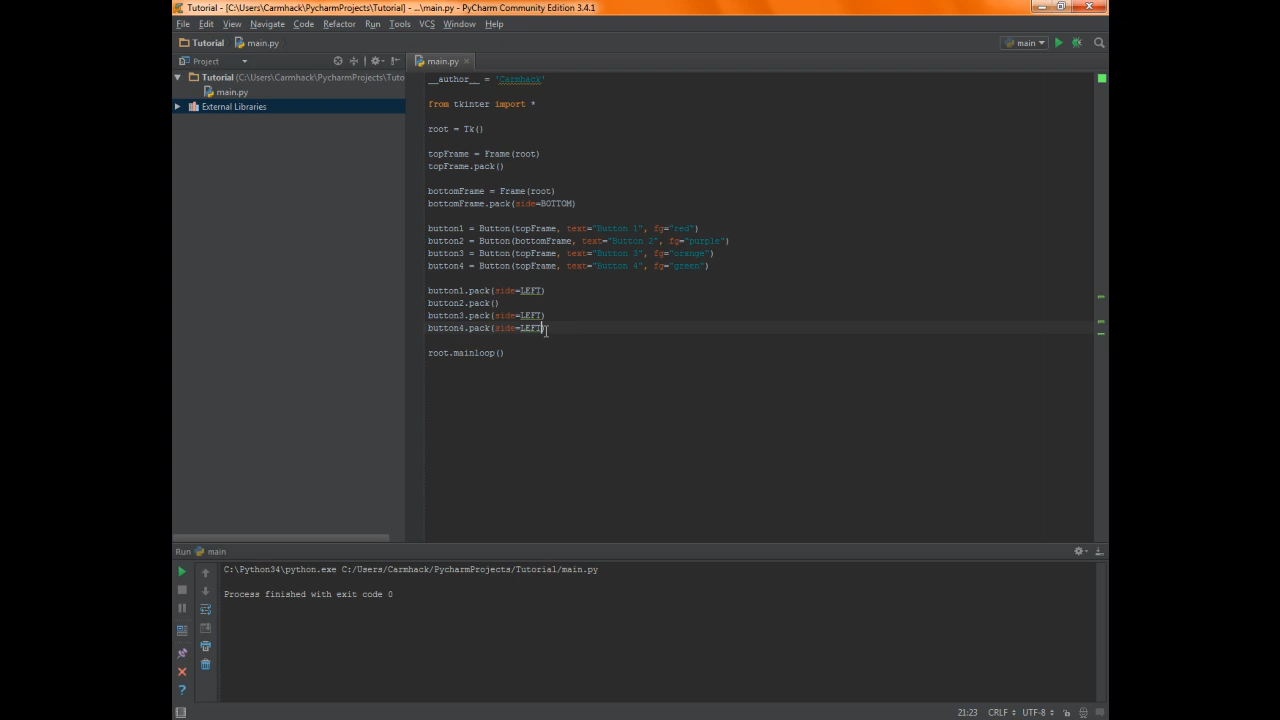 Tutorial - [C:\Users\Carmhack\PycharmProjects\Tutorial] - ...\main.py - PyCharm Community Edition 3.4.1
File Edit View Navigate Code Refactor Run Tools VCS Window Help
Tutorial main.py main
Project main.py
Tutorial (C:\Users\Carmhack\PycharmProjects\Tuto
main.py
External Libraries
__author__ = 'Carmhack'
from tkinter import *
root = Tk()
topFrame = Frame(root)
topFrame.pack()
bottomFrame = Frame(root)
bottomFrame.pack(side=BOTTOM)
button1 = Button(topFrame, text="Button 1", fg="red")
button2 = Button(bottomFrame, text="Button 2", fg="purple")
button3 = Button(topFrame, text="Button 3", fg="orange")
button4 = Button(topFrame, text="Button 4", fg="green")
button1.pack(side=LEFT)
button2.pack()
button3.pack(side=LEFT)
button4.pack(side=LEFT)
root.mainloop()
Run main
C:\Python34\python.exe C:/Users/Carmhack/PycharmProjects/Tutorial/main.py
Process finished with exit code 0
21:23 CRLF UTF-8